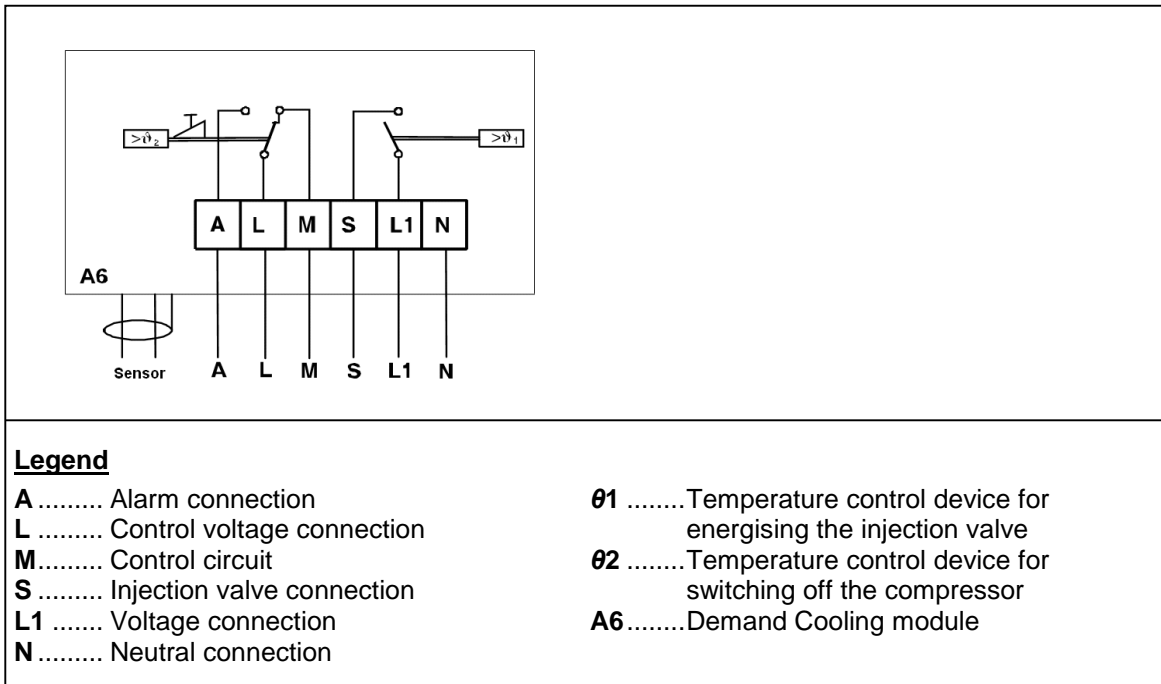 >ϑ2
>ϑ1
A L M S L1 N
A6
Sensor A L M S L1 N
Legend
A ......... Alarm connection
L ......... Control voltage connection
M ......... Control circuit
S ......... Injection valve connection
L1 ....... Voltage connection
N ......... Neutral connection
θ1 ........Temperature control device for
energising the injection valve
θ2 ........Temperature control device for
switching off the compressor
A6 ........Demand Cooling module